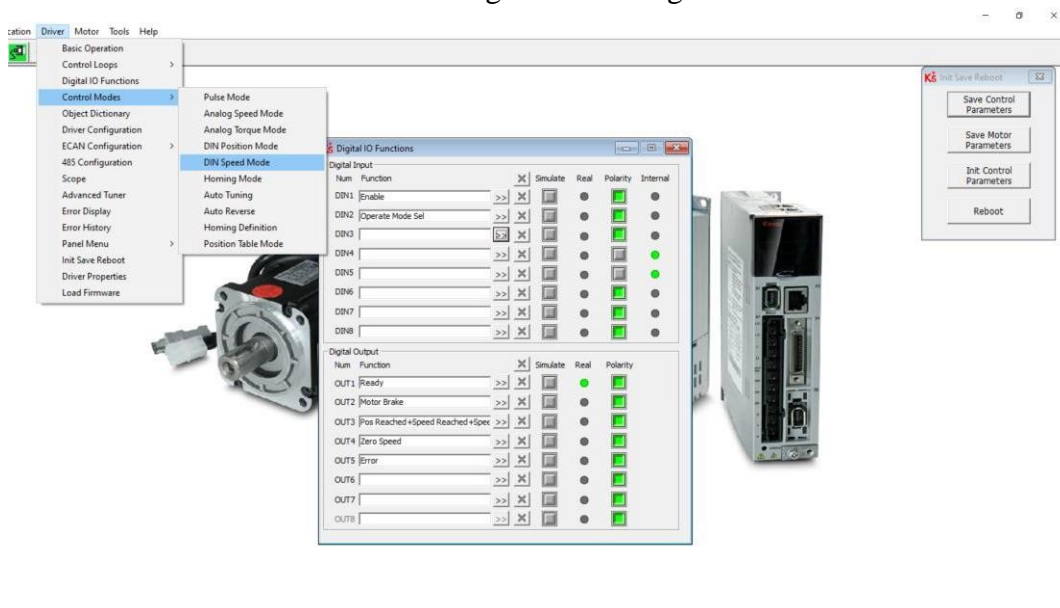 cation Driver Motor Tools Help
Basic Operation
Control Loops >
Digital IO Functions
Control Modes >
Object Dictionary
Driver Configuration
ECAN Configuration >
485 Configuration
Scope
Advanced Tuner
Error Display
Error History
Panel Menu >
Init Save Reboot
Driver Properties
Load Firmware
Pulse Mode
Analog Speed Mode
Analog Torque Mode
DIN Position Mode
DIN Speed Mode
Homing Mode
Auto Tuning
Auto Reverse
Homing Definition
Position Table Mode
Digital IO Functions
Digital Input
Num Function Simulate Real Polarity Internal
DIN1 Enable >>
DIN2 Operate Mode Sel >>
DIN3 >>
DIN4 >>
DIN5 >>
DIN6 >>
DIN7 >>
DIN8 >>
Digital Output
Num Function Simulate Real Polarity
OUT1 Ready >>
OUT2 Motor Brake >>
OUT3 Pos Reached+Speed Reached+Spee >>
OUT4 Zero Speed >>
OUT5 Error >>
OUT6 >>
OUT7 >>
OUT8 >>
Init Save Reboot
Save Control
Parameters
Save Motor
Parameters
Init Control
Parameters
Reboot